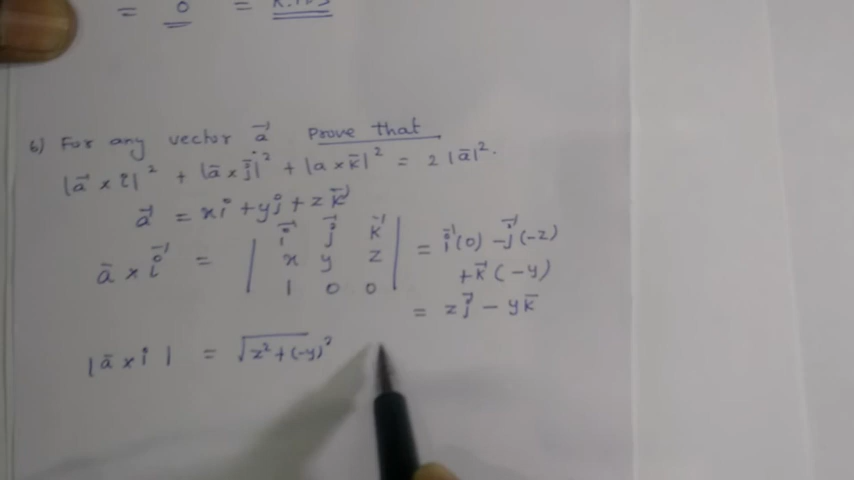 = 0 =
6) For any vector a⃗ Prove that
|a⃗ × i⃗|² + |a̅ × j⃗|² + |a × k̅|² = 2 |a̅|².
a⃗ = xi + yj + zk̅
a̅ × i⃗ = | i⃗ j⃗ k⃗ | = i⃗(0) - j⃗(-z)
| x y z | + k⃗(-y)
| 1 0 0 | = zj⃗ - yk̅
|a̅ × i| = √z² + (-y)²